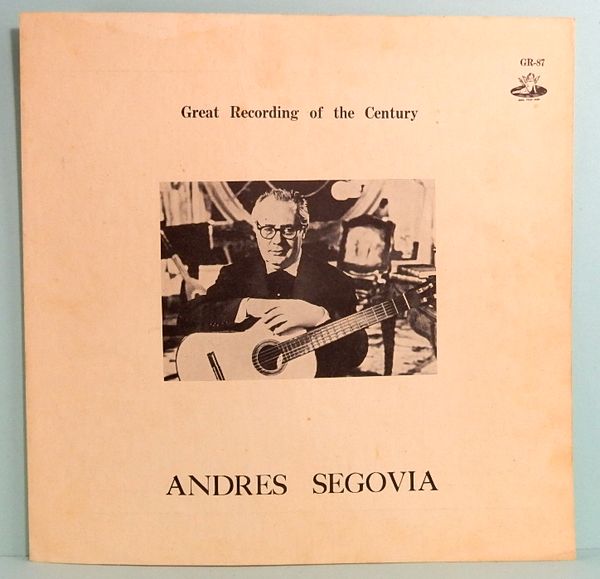 GR-87
Great Recording of the Century
ANDRES SEGOVIA